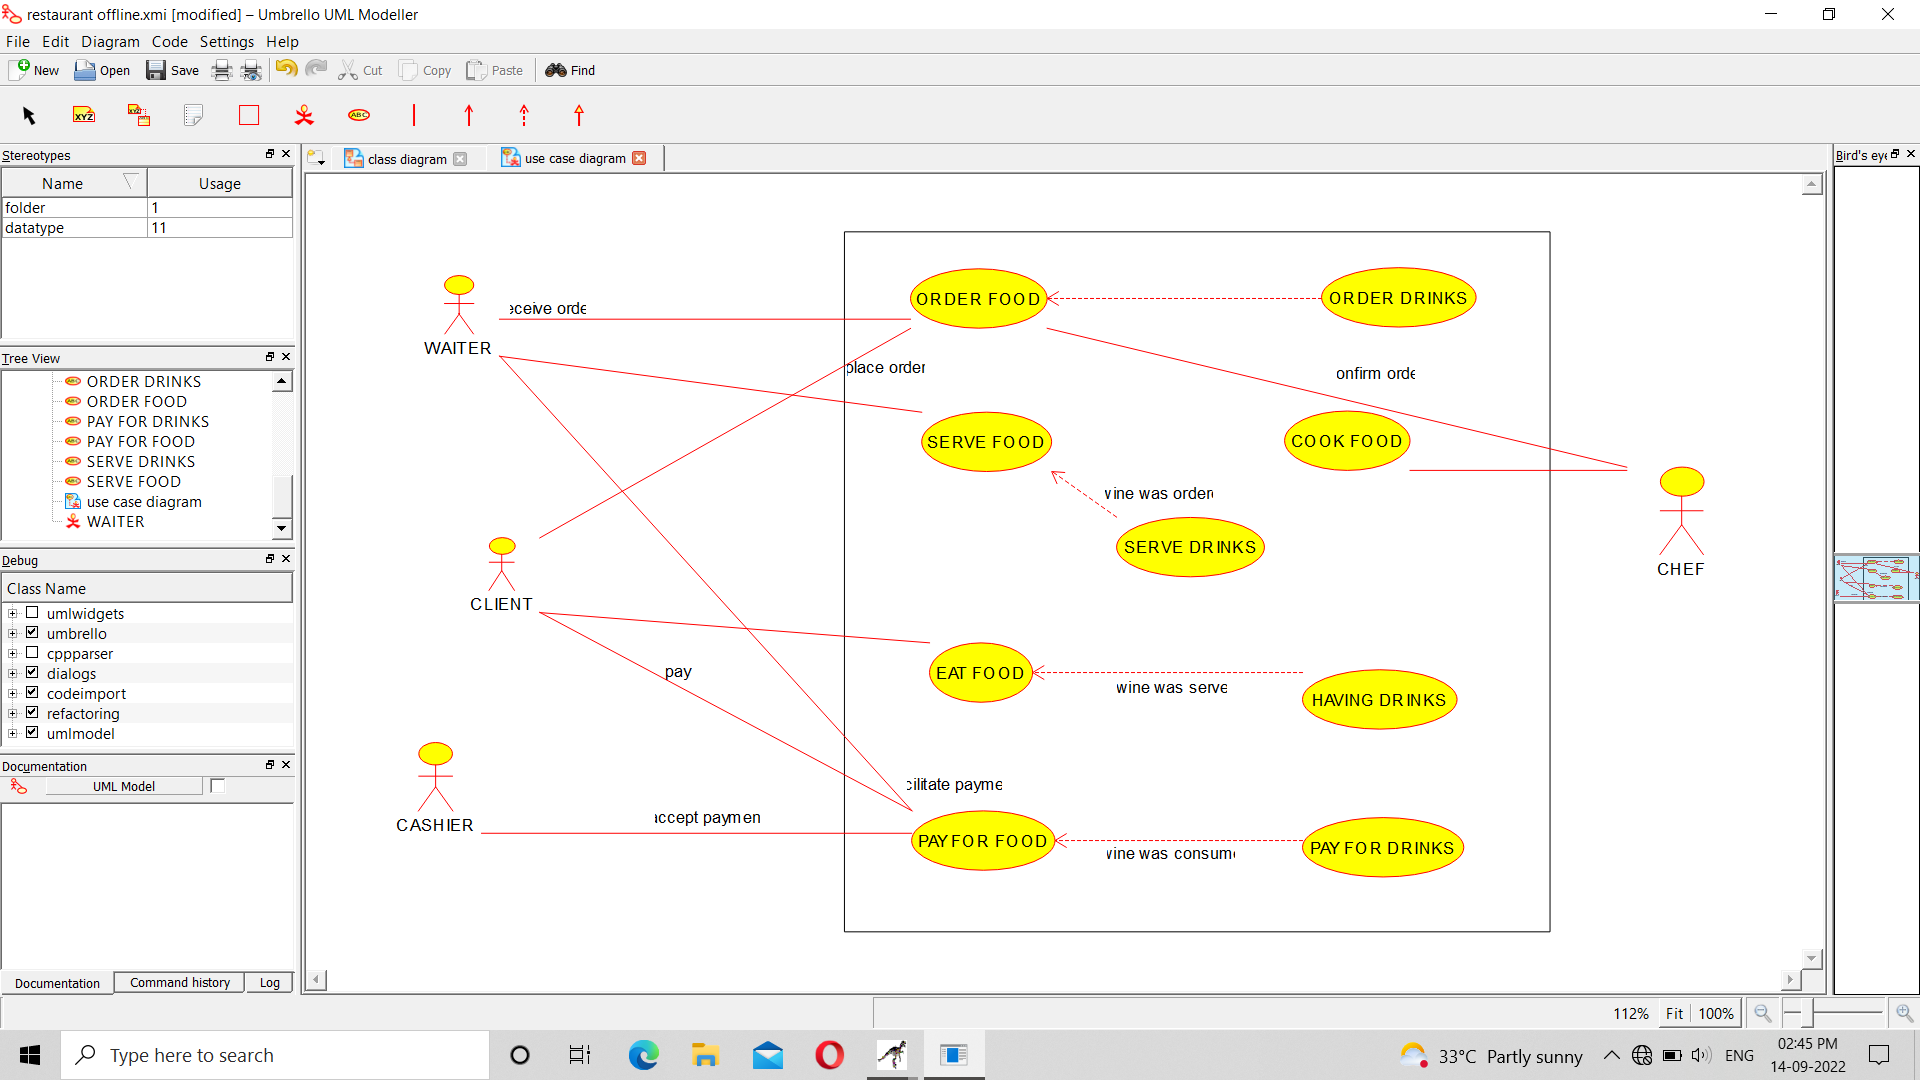 restaurant offline.xmi [modified] – Umbrello UML Modeller
File Edit Diagram Code Settings Help
New Open Save Cut Copy Paste Find
XYZ XYZ ABC
Stereotypes
Name Usage
folder 1
datatype 11
Tree View
ORDER DRINKS
ORDER FOOD
PAY FOR DRINKS
PAY FOR FOOD
SERVE DRINKS
SERVE FOOD
use case diagram
WAITER
Debug
Class Name
umlwidgets
umbrello
cppparser
dialogs
codeimport
refactoring
umlmodel
Documentation
UML Model
Documentation Command history Log
class diagram use case diagram
Bird's eye
WAITER
eceive orde
ORDER FOOD
ORDER DRINKS
place order
onfirm orde
SERVE FOOD
COOK FOOD
wine was order
SERVE DRINKS
CHEF
CLIENT
pay
EAT FOOD
wine was serve
HAVING DRINKS
CASHIER
accept paymen
cilitate payme
PAY FOR FOOD
wine was consum
PAY FOR DRINKS
112% Fit 100%
Type here to search
33°C Partly sunny
ENG
02:45 PM
14-09-2022